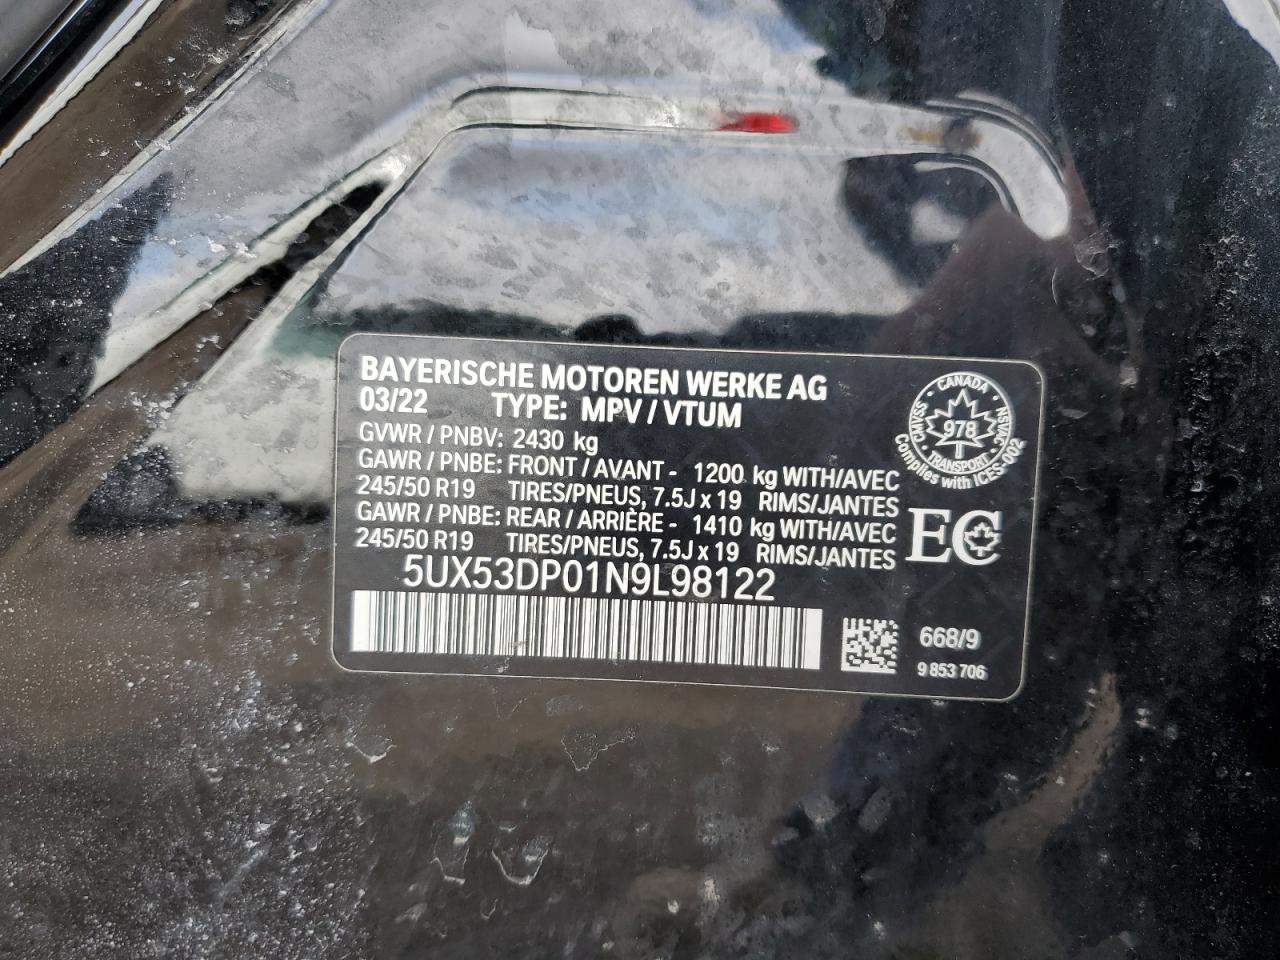 BAYERISCHE MOTOREN WERKE AG
03/22 TYPE: MPV / VTUM
GVWR / PNBV: 2430 kg
GAWR / PNBE: FRONT / AVANT - 1200 kg WITH/AVEC
245/50 R19 TIRES/PNEUS, 7.5J x 19 RIMS/JANTES
GAWR / PNBE: REAR / ARRIÈRE - 1410 kg WITH/AVEC
245/50 R19 TIRES/PNEUS, 7.5J x 19 RIMS/JANTES
5UX53DP01N9L98122
CANADA
CMVSS
NSVAC
978
TRANSPORT
Complies with ICES-002
EC
668/9
9 853 706